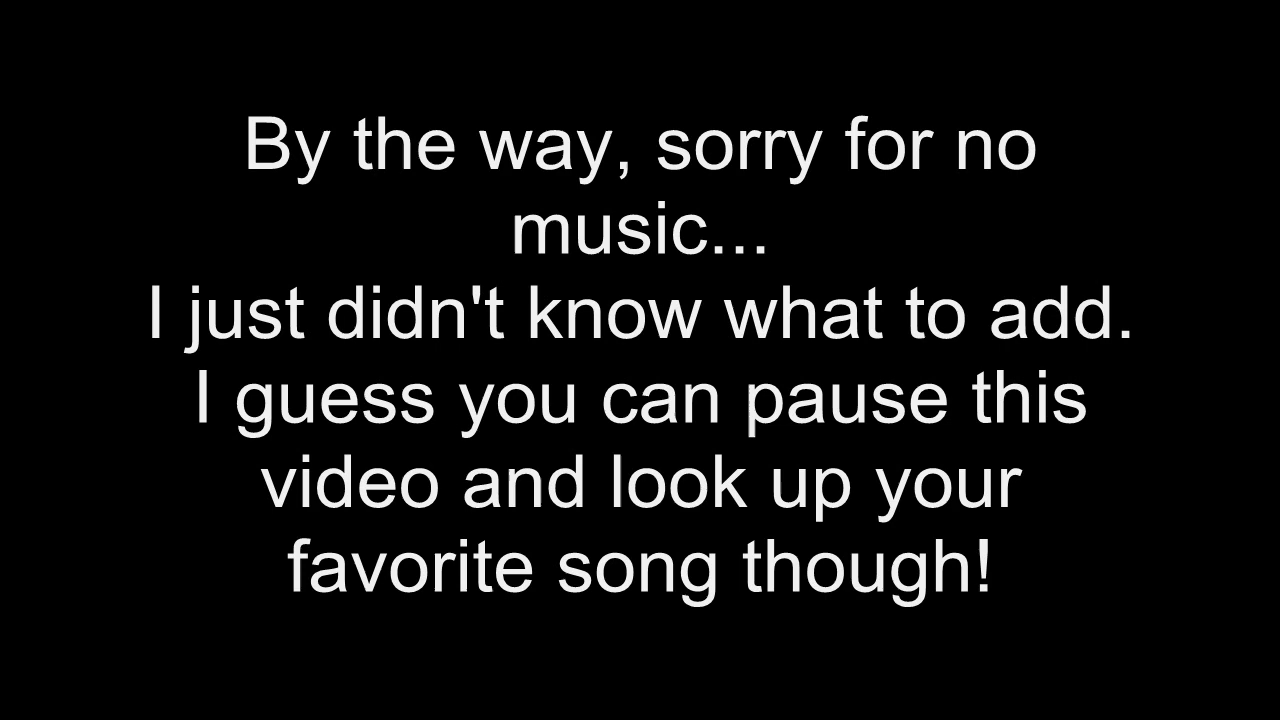 By the way, sorry for no
music...
I just didn't know what to add.
I guess you can pause this
video and look up your
favorite song though!